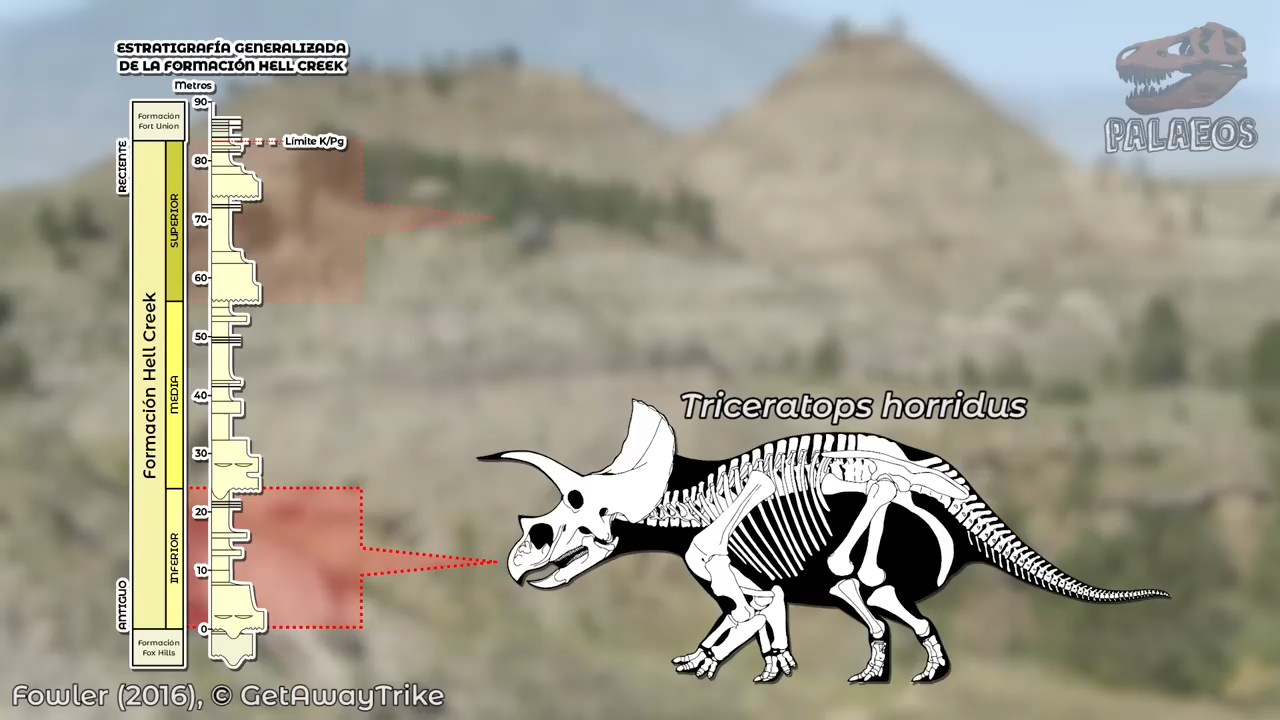 ESTRATIGRAFÍA GENERALIZADA
DE LA FORMACIÓN HELL CREEK
Metros
90
80
70
60
50
40
30
20
10
0
Formación
Fort Union
RECIENTE
ANTIGUO
Formación Hell Creek
SUPERIOR
MEDIA
INFERIOR
Formación
Fox Hills
Límite K/Pg
PALAEOS
Triceratops horridus
Fowler (2016), © GetAwayTrike